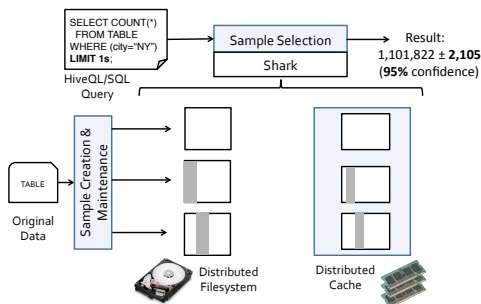 SELECT COUNT(*)
FROM TABLE
WHERE (city="NY")
LIMIT 1s;
HiveQL/SQL
Query
Sample Selection
Shark
Result:
1,101,822 ± 2,105
(95% confidence)
TABLE
Original
Data
Sample Creation &
Maintenance
Distributed
Filesystem
Distributed
Cache